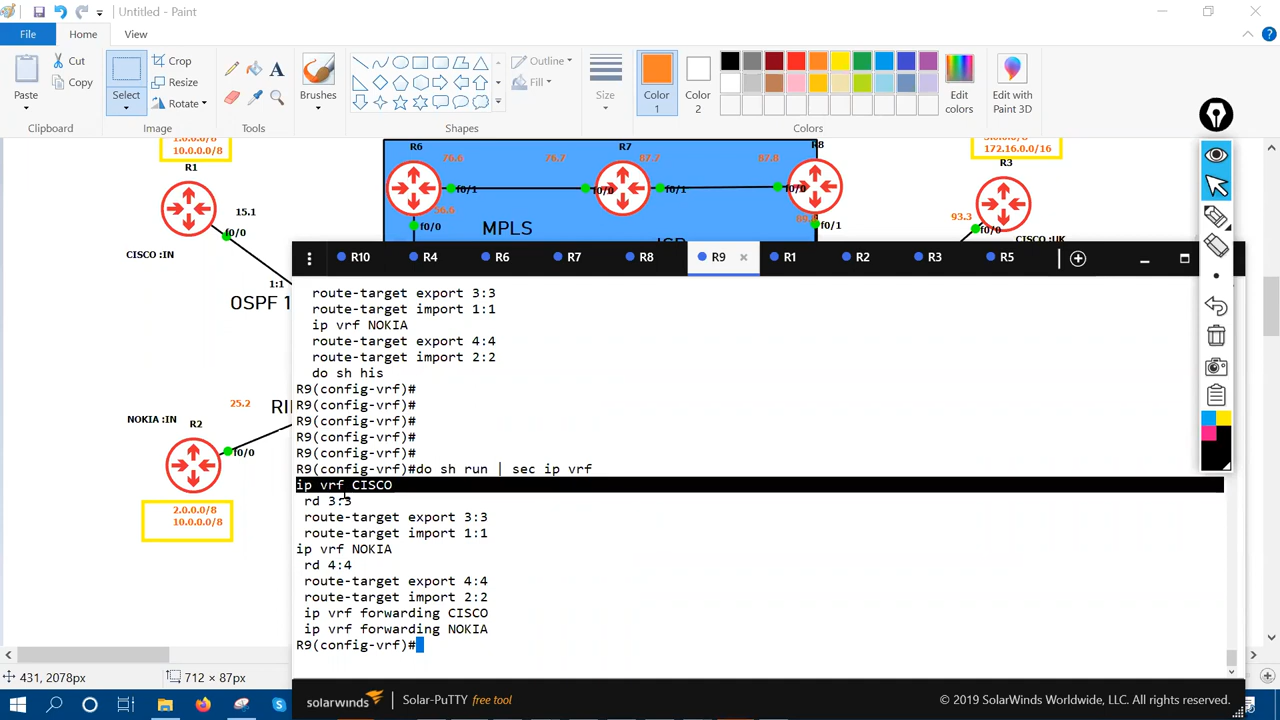 Untitled - Paint
File
Home
View
Paste
Cut
Copy
Clipboard
Select
Crop
Resize
Rotate
Image
A
Tools
Brushes
Outline
Fill
Shapes
Size
Color 1
Color 2
Edit colors
Edit with Paint 3D
Colors
1.0.0.0/8
10.0.0.0/8
R1
15.1
f0/0
CISCO :IN
1:1
OSPF 1
25.2
NOKIA :IN
R2
f0/0
2.0.0.0/8
10.0.0.0/8
R6
76.6
76.7
87.7
87.8
R8
f0/1
f0/0
R7
f0/1
f0/0
56.6
f0/0
MPLS
f0/1
172.16.0.0/16
R3
93.3
f0/0
CISCO :UK
R10
R4
R6
R7
R8
R9
R1
R2
R3
R5
route-target export 3:3
route-target import 1:1
ip vrf NOKIA
route-target export 4:4
route-target import 2:2
do sh his
R9(config-vrf)#
R9(config-vrf)#
R9(config-vrf)#
R9(config-vrf)#
R9(config-vrf)#
R9(config-vrf)#do sh run | sec ip vrf
ip vrf CISCO
rd 3:3
route-target export 3:3
route-target import 1:1
ip vrf NOKIA
rd 4:4
route-target export 4:4
route-target import 2:2
ip vrf forwarding CISCO
ip vrf forwarding NOKIA
R9(config-vrf)#
solarwinds
Solar-PuTTY free tool
© 2019 SolarWinds Worldwide, LLC. All rights reserved.
431, 2078px
712 × 87px